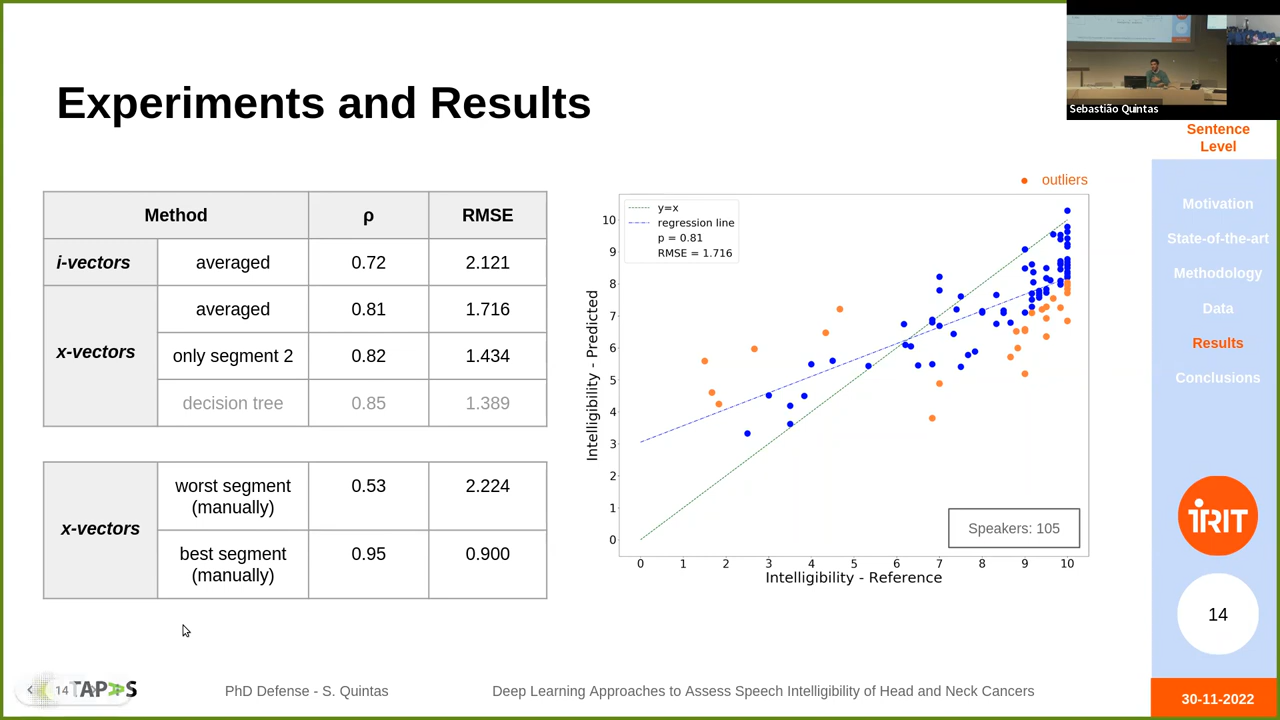 Experiments and Results
Sebastião Quintas
Sentence
Level
Method ρ RMSE
i-vectors averaged 0.72 2.121
x-vectors averaged 0.81 1.716
only segment 2 0.82 1.434
decision tree 0.85 1.389
x-vectors worst segment
(manually) 0.53 2.224
best segment
(manually) 0.95 0.900
outliers
y=x
regression line
p = 0.81
RMSE = 1.716
Intelligibility - Predicted
10
9
8
7
6
5
4
3
2
1
0
Speakers: 105
0 1 2 3 4 5 6 7 8 9 10
Intelligibility - Reference
Motivation
State-of-the-art
Methodology
Data
Results
Conclusions
iRIT
14
14
TAPAS
PhD Defense - S. Quintas
Deep Learning Approaches to Assess Speech Intelligibility of Head and Neck Cancers
30-11-2022